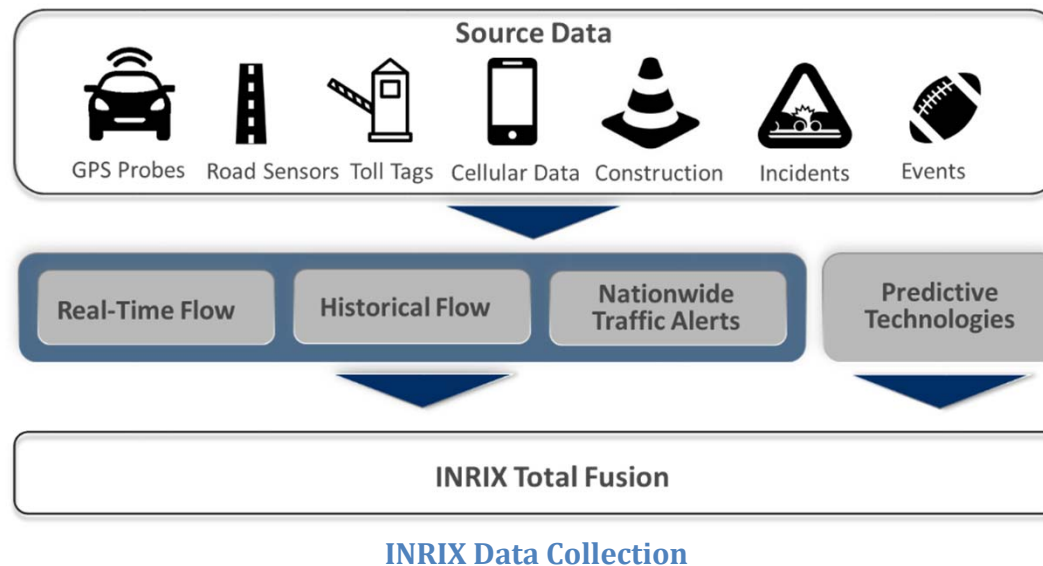 Source Data
GPS Probes Road Sensors Toll Tags Cellular Data Construction Incidents Events
Real-Time Flow
Historical Flow
Nationwide
Traffic Alerts
Predictive
Technologies
INRIX Total Fusion
INRIX Data Collection